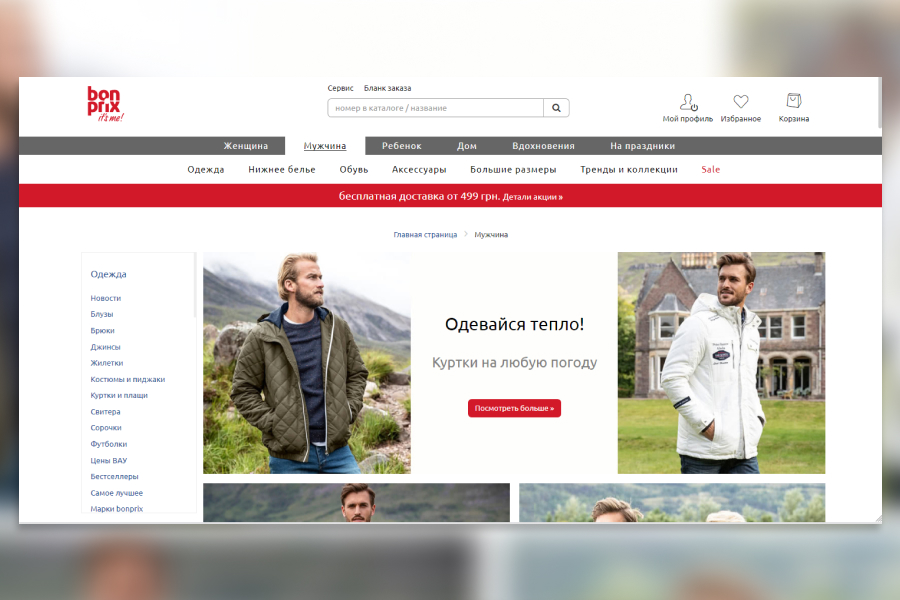 bon
prix
it's me!
Сервис Бланк заказа
номер в каталоге / название
Мой профиль Избранное Корзина
Женщина Мужчина Ребенок Дом Вдохновения На праздники
Одежда Нижнее белье Обувь Аксессуары Большие размеры Тренды и коллекции Sale
бесплатная доставка от 499 грн. Детали акции »
Главная страница > Мужчина
Одежда
Новости
Блузы
Брюки
Джинсы
Жилетки
Костюмы и пиджаки
Куртки и плащи
Свитера
Сорочки
Футболки
Цены ВАУ
Бестселлеры
Самое лучшее
Марки bonprix
Одевайся тепло!
Куртки на любую погоду
Посмотреть больше »